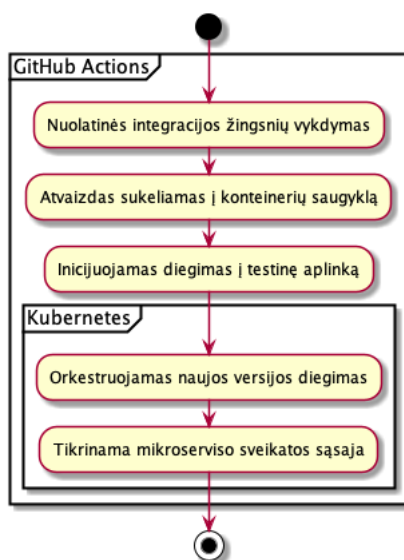 GitHub Actions
Nuolatinės integracijos žingsnių vykdymas
Atvaizdas sukeliamas į konteinerių saugyklą
Inicijuojamas diegimas į testinę aplinką
Kubernetes
Orkestruojamas naujos versijos diegimas
Tikrinama mikroserviso sveikatos sąsaja